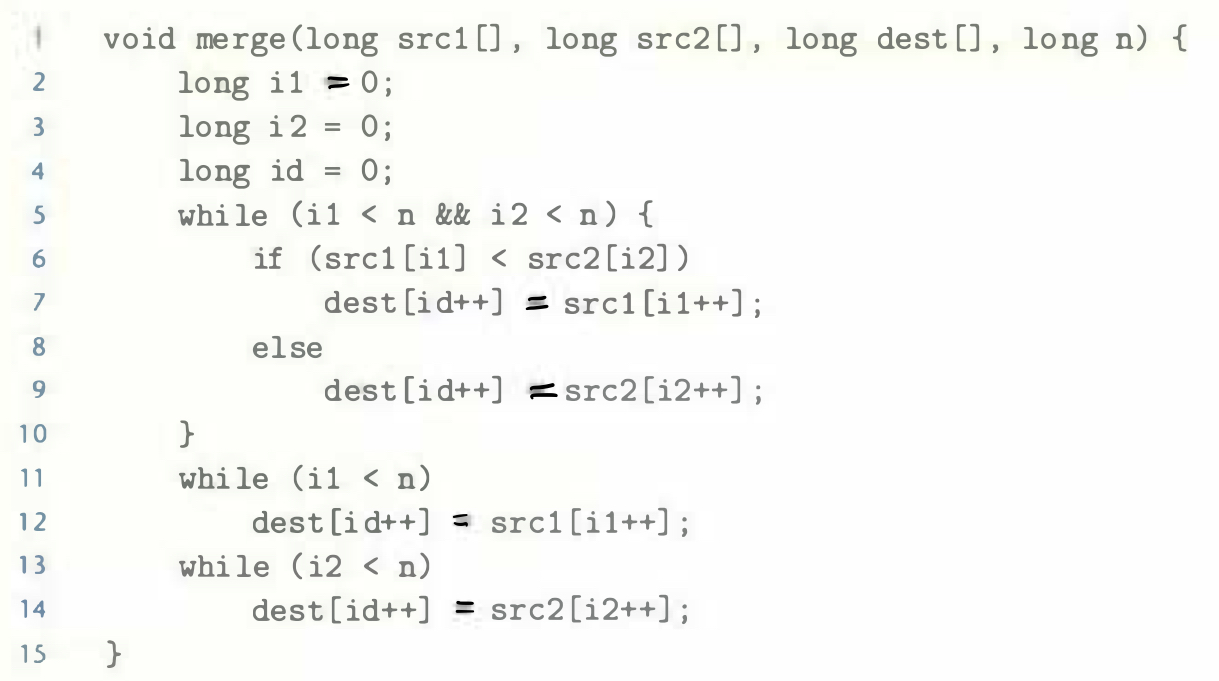 1 void merge(long src1[], long src2[], long dest[], long n) {
2 long i1 = 0;
3 long i2 = 0;
4 long id = 0;
5 while (i1 < n && i2 < n) {
6 if (src1[i1] < src2[i2])
7 dest[id++] = src1[i1++];
8 else
9 dest[id++] = src2[i2++];
10 }
11 while (i1 < n)
12 dest[id++] = src1[i1++];
13 while (i2 < n)
14 dest[id++] = src2[i2++];
15 }